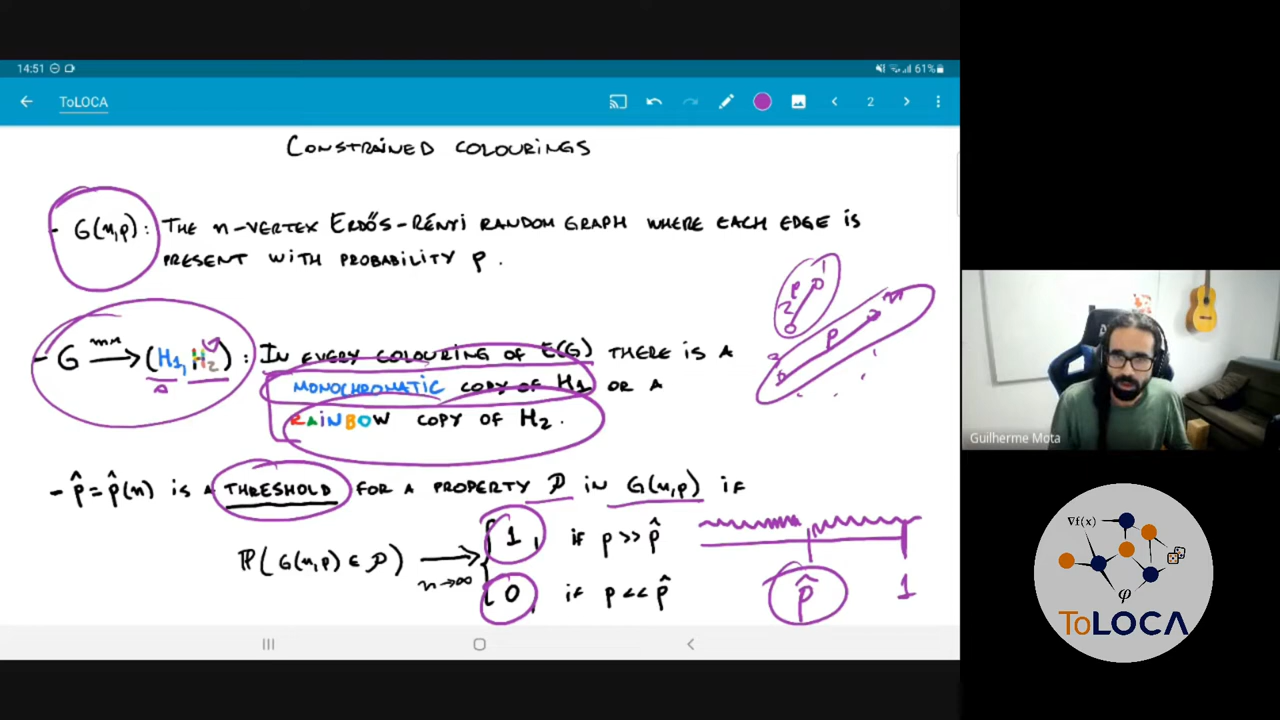 14:51
61%
ToLOCA
2
CONSTRAINED COLOURINGS
- G(n,p): THE n-VERTEX ERDŐS-RÉNYI RANDOM GRAPH WHERE EACH EDGE IS
PRESENT WITH PROBABILITY p.
- G mr→ (H1, H2): IN EVERY COLOURING OF E(G) THERE IS A
MONOCHROMATIC COPY OF H1 OR A
RAINBOW COPY OF H2.
- p̂ = p̂(n) IS A THRESHOLD FOR A PROPERTY P IN G(n,p) IF
ℙ(G(n,p) ∈ P) → n→∞ { 1, if p >> p̂
0, if p << p̂
p̂ 1
p
p
Guilherme Mota
∇f(x)
φ
ToLOCA